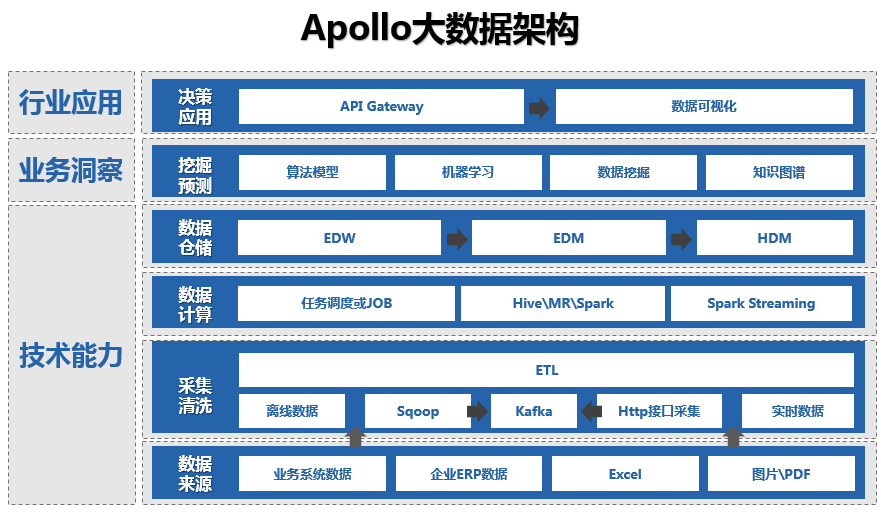 Apollo大数据架构
行业应用
决策
应用
API Gateway
数据可视化
业务洞察
挖掘
预测
算法模型
机器学习
数据挖掘
知识图谱
技术能力
数据
仓储
EDW
EDM
HDM
数据
计算
任务调度或JOB
Hive\MR\Spark
Spark Streaming
采集
清洗
ETL
离线数据
Sqoop
Kafka
Http接口采集
实时数据
数据
来源
业务系统数据
企业ERP数据
Excel
图片\PDF